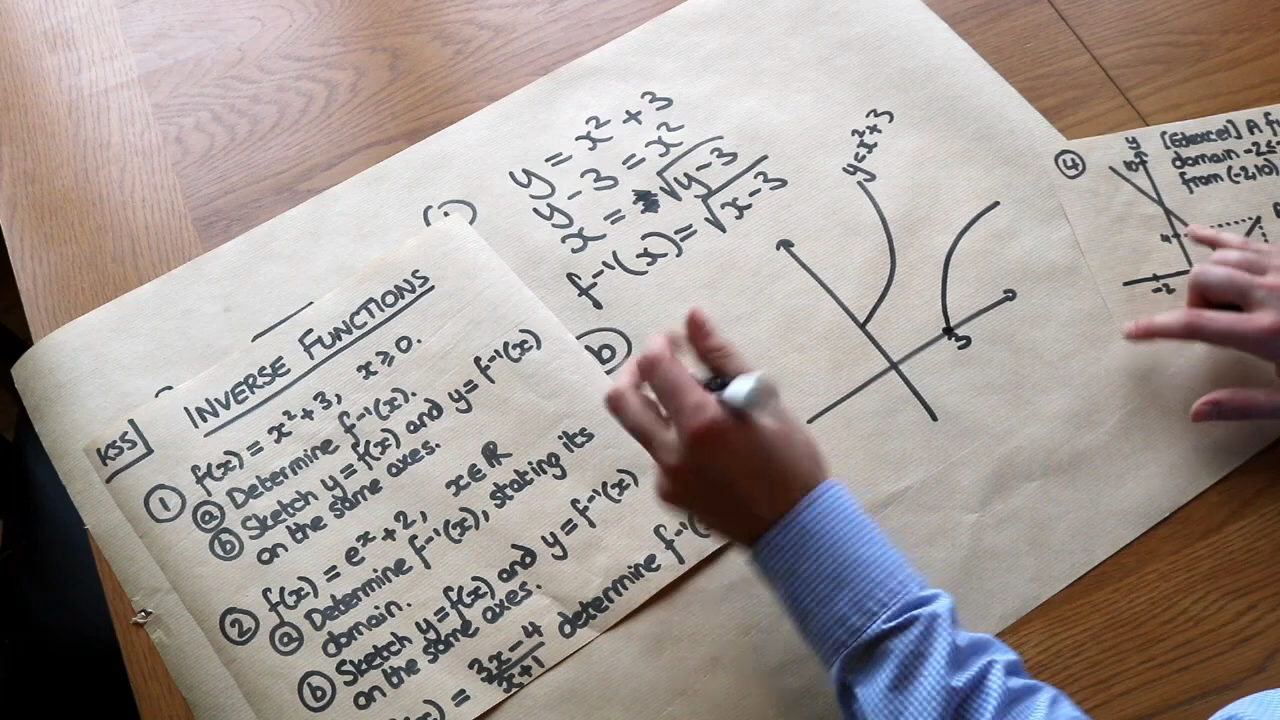 y = x² + 3
y - 3 = x²
x = √y-3
f⁻¹(x) = √x-3
b
y=x²+3
3
KS5
INVERSE FUNCTIONS
1 f(x) = x²+3, x ≥ 0.
a Determine f⁻¹(x).
b Sketch y=f(x) and y=f⁻¹(x)
on the same axes.
2 f(x) = eˣ+2, x∈ℝ
a Determine f⁻¹(x), stating its
domain.
b Sketch y=f(x) and y=f⁻¹(x)
on the same axes.
(x) = 3x-4/x+1 determine f⁻¹(
4
[Edexcel] A f
domain -2≤
from (-2,10)
y
10
4
-2